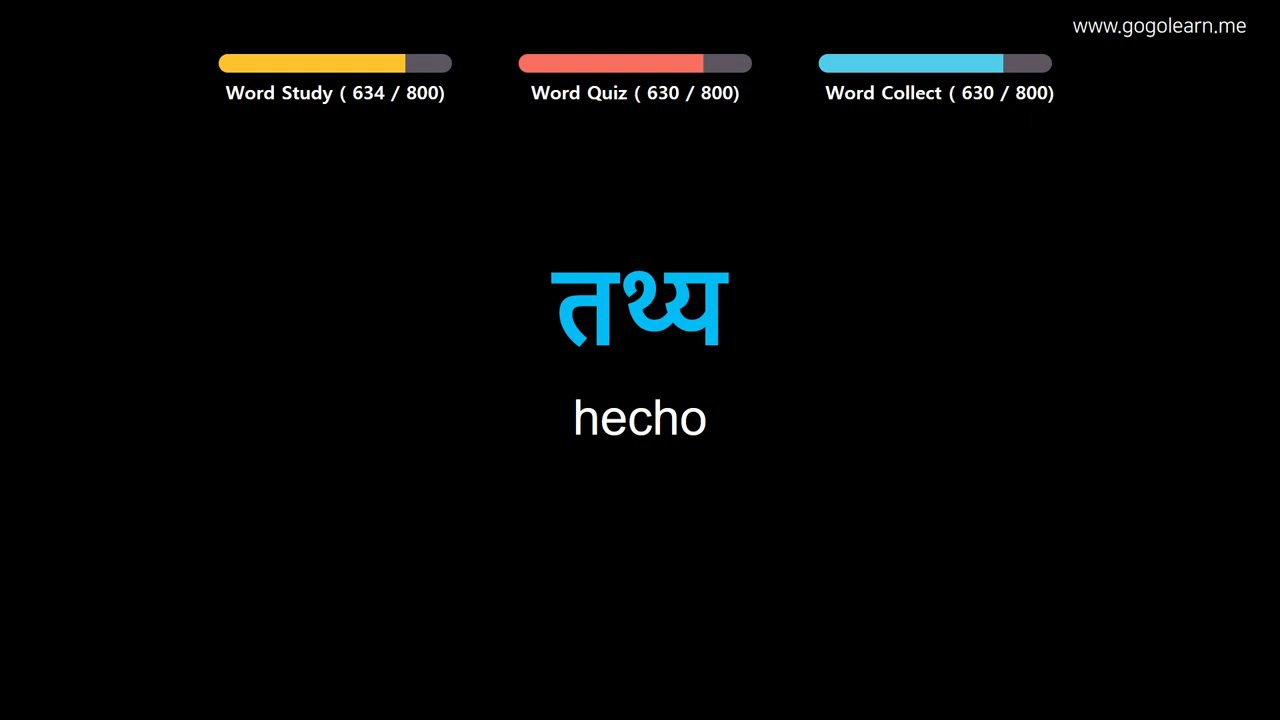 www.gogolearn.me
Word Study ( 634 / 800)
Word Quiz ( 630 / 800)
Word Collect ( 630 / 800)
तथ्य
hecho